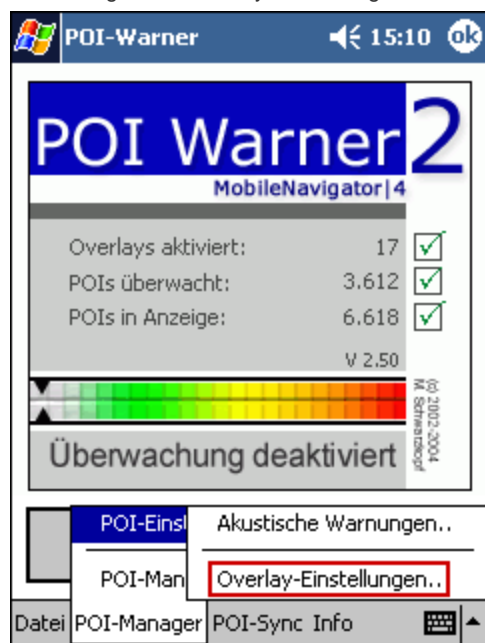 POI-Warner 15:10 ok
POI Warner 2
MobileNavigator|4
Overlays aktiviert: 17
POIs überwacht: 3.612
POIs in Anzeige: 6.618
V 2.50
(c) 2002-2004
M. Schwarzkopf
Überwachung deaktiviert
POI-Einst
Akustische Warnungen..
POI-Man
Overlay-Einstellungen..
Datei POI-Manager POI-Sync Info